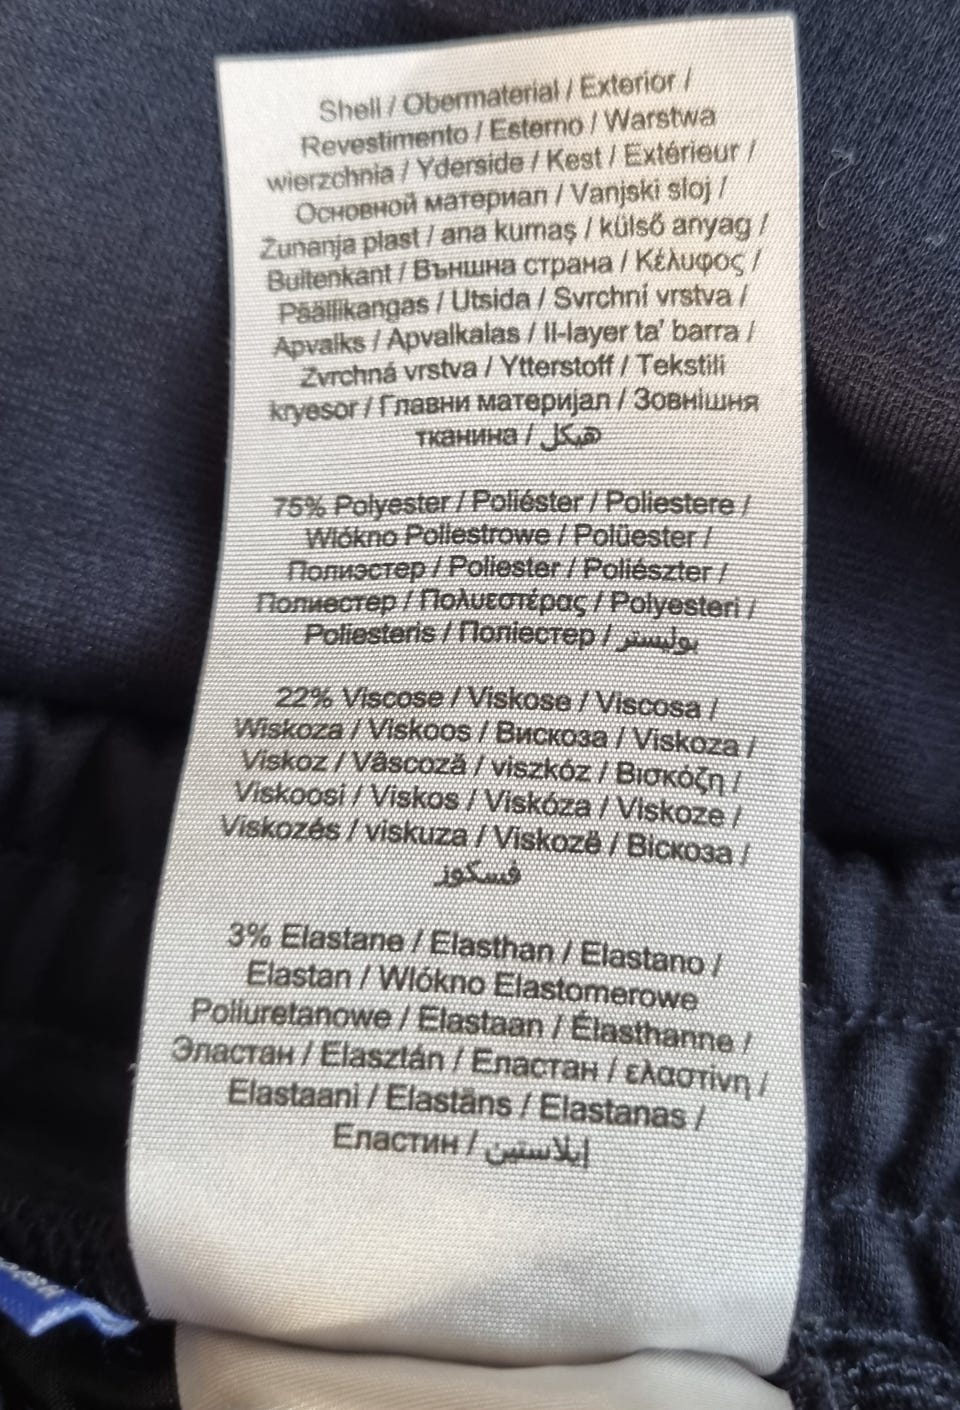 Shell / Obermaterial / Exterior /
Revestimento / Esterno / Warstwa
wierzchnia / Yderside / Kest / Extérieur /
Основной материал / Vanjski sloj /
Zunanja plast / ana kumaş / külső anyag /
Buitenkant / Външна страна / Κέλυφος /
Päällikangas / Utsida / Svrchní vrstva /
Apvalks / Apvalkalas / Il-layer ta' barra /
Zvrchná vrstva / Ytterstoff / Tekstili
kryesor / Главни материјал / Зовнішня
тканина / هيكل
75% Polyester / Poliéster / Poliestere /
Wlókno Poliestrowe / Polüester /
Полиэстер / Poliester / Poliészter /
Полиестер / Πολυεστέρας / Polyesteri /
Poliesteris / Поліестер / بوليستر
22% Viscose / Viskose / Viscosa /
Wiskoza / Viskoos / Вискоза / Viskoza /
Viskoz / Vâscoză / viszkóz / Βισκόζη /
Viskoosi / Viskos / Viskóza / Viskoze /
Viskozės / viskuza / Viskozë / Віскоза /
فسكوز
3% Elastane / Elasthan / Elastano /
Elastan / Wlókno Elastomerowe
Poliuretanowe / Elastaan / Élasthanne /
Эластан / Elasztán / Еластан / ελαστίνη /
Elastaani / Elastāns / Elastanas /
Еластин / إيلاستين